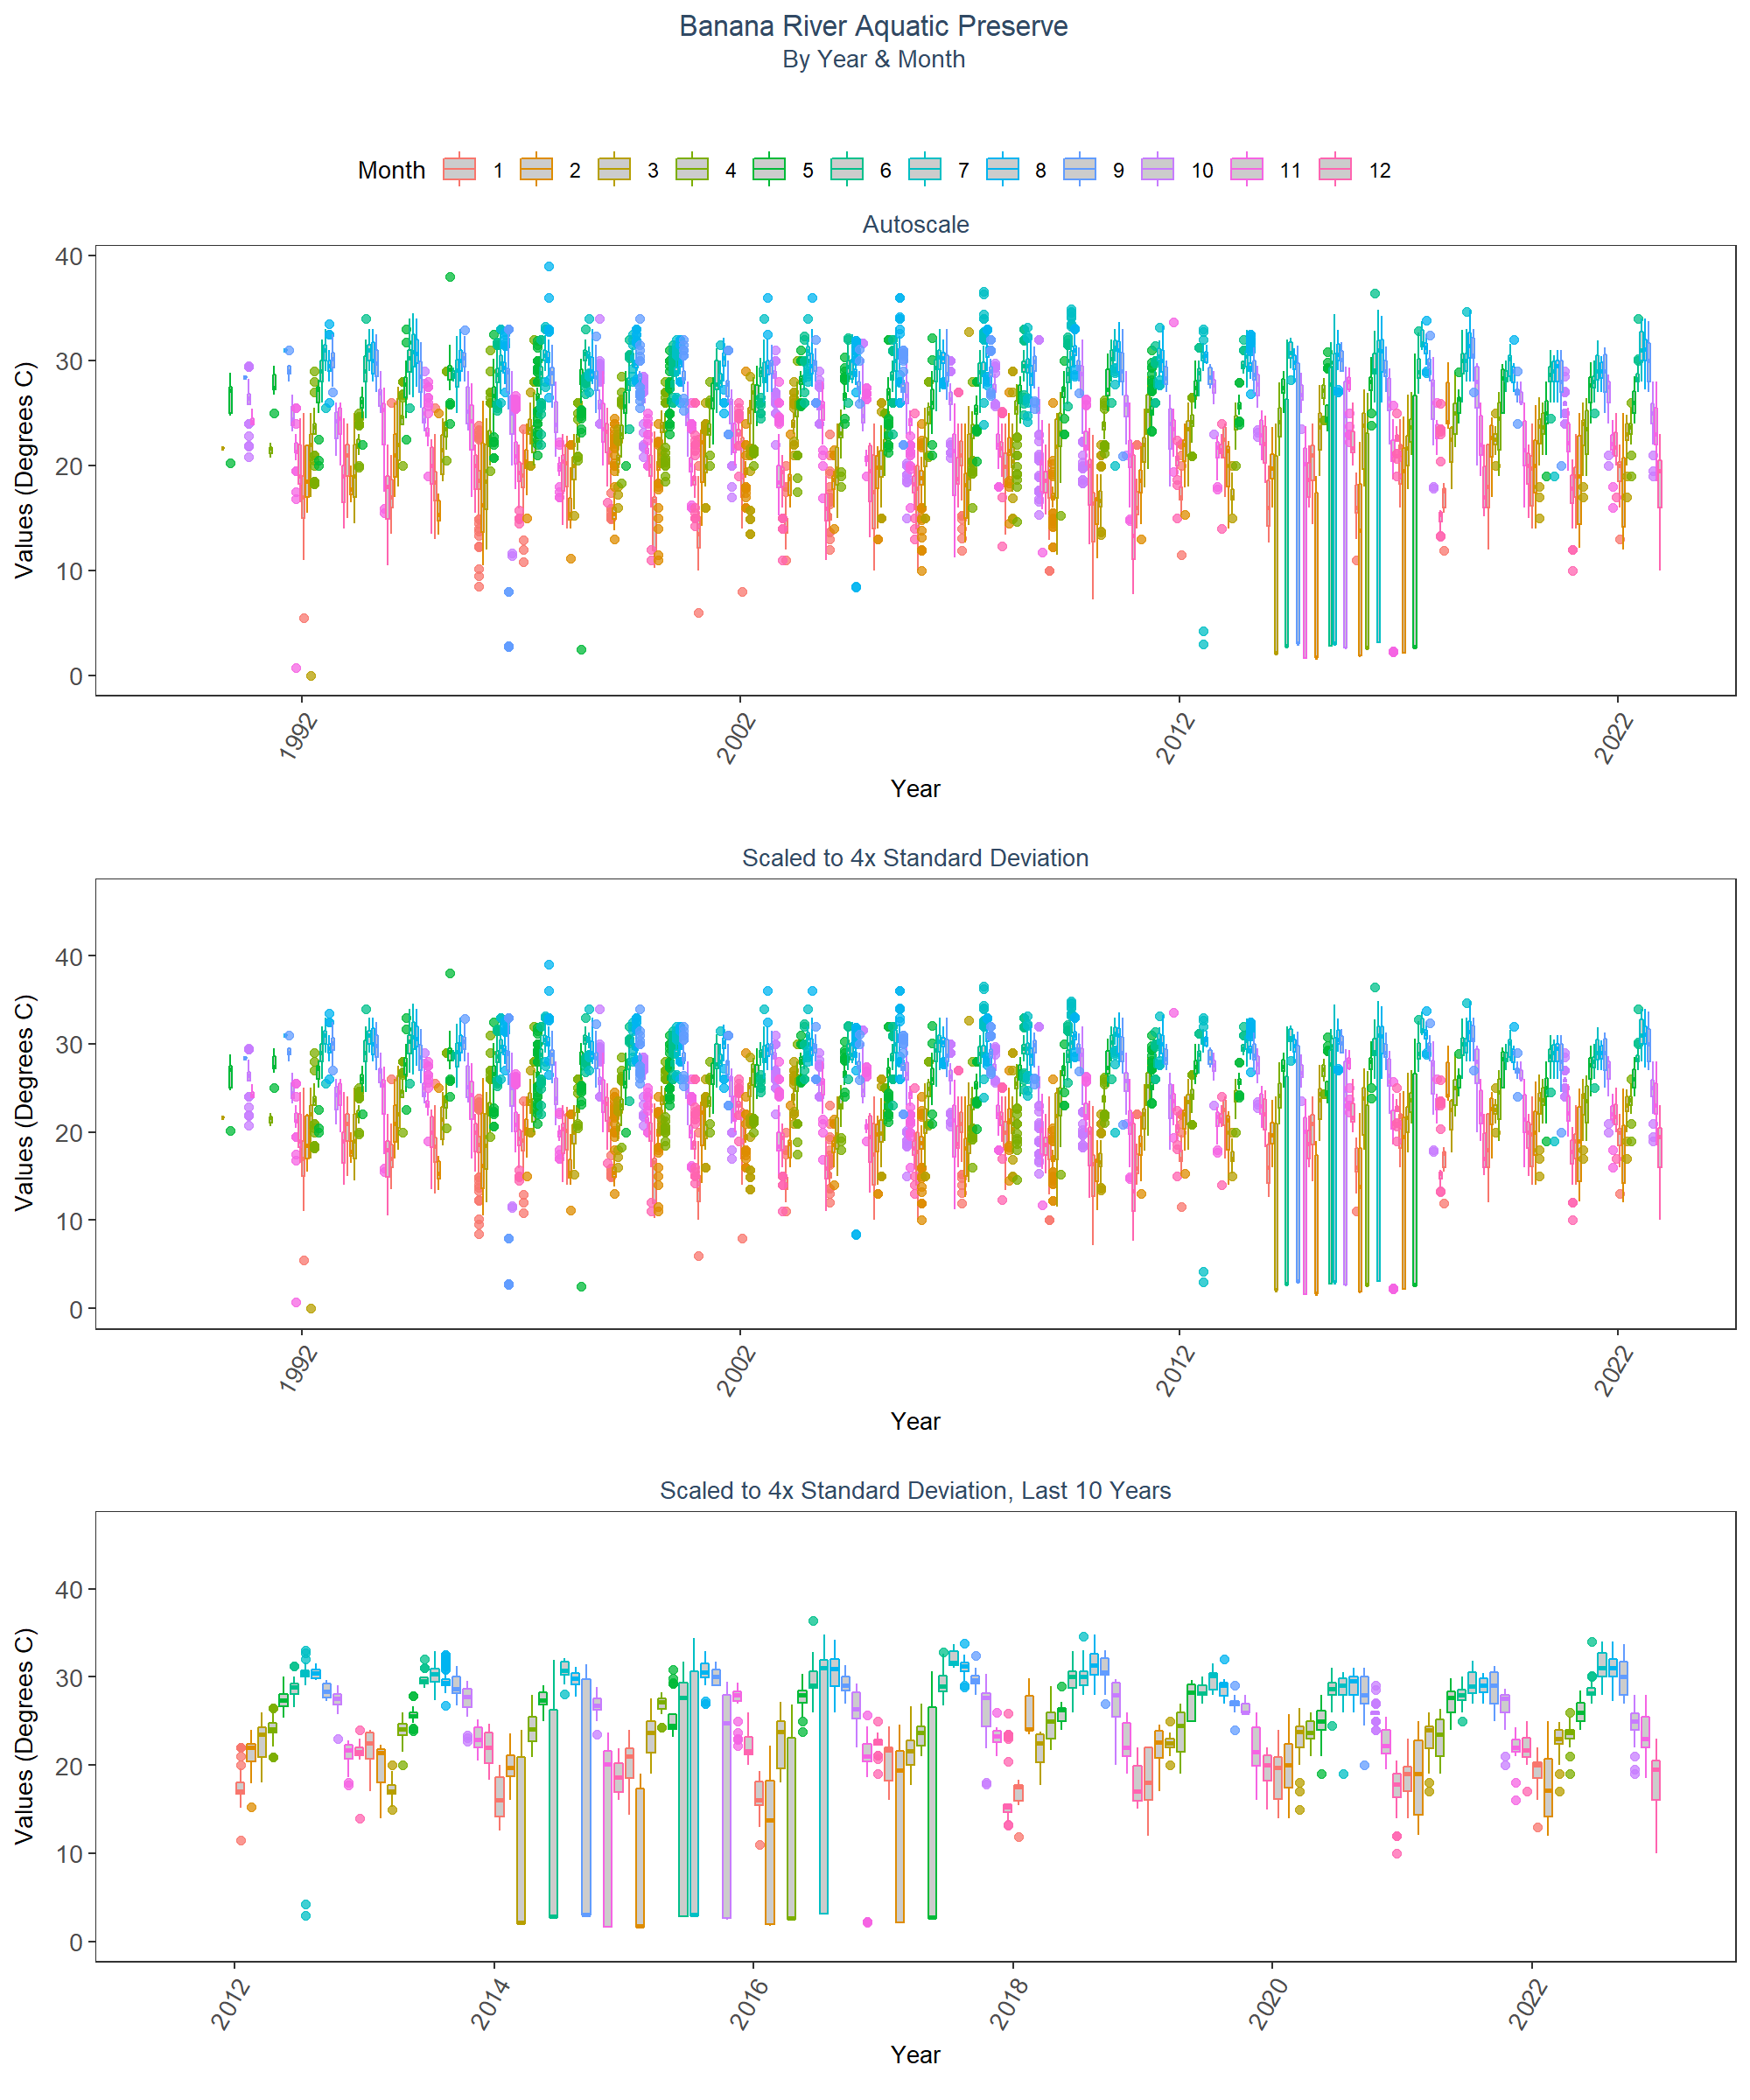 Banana River Aquatic Preserve
By Year & Month
Month 1 2 3 4 5 6 7 8 9 10 11 12
Autoscale
40
30
20
10
0
Values (Degrees C)
1992 2002 2012 2022
Year
Scaled to 4x Standard Deviation
40
30
20
10
0
Values (Degrees C)
1992 2002 2012 2022
Year
Scaled to 4x Standard Deviation, Last 10 Years
40
30
20
10
0
Values (Degrees C)
2012 2014 2016 2018 2020 2022
Year